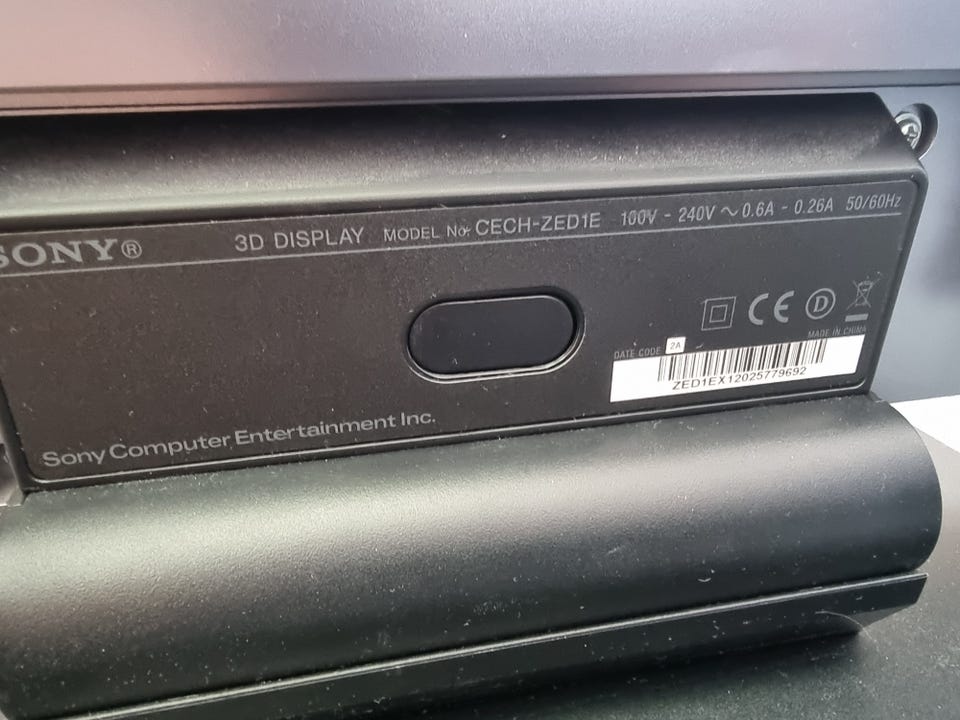 SONY®
3D DISPLAY MODEL No. CECH-ZED1E 100V - 240V ~ 0.6A - 0.26A 50/60Hz
CE D
MADE IN CHINA
DATE CODE 2A
ZED1EX12025779692
Sony Computer Entertainment Inc.